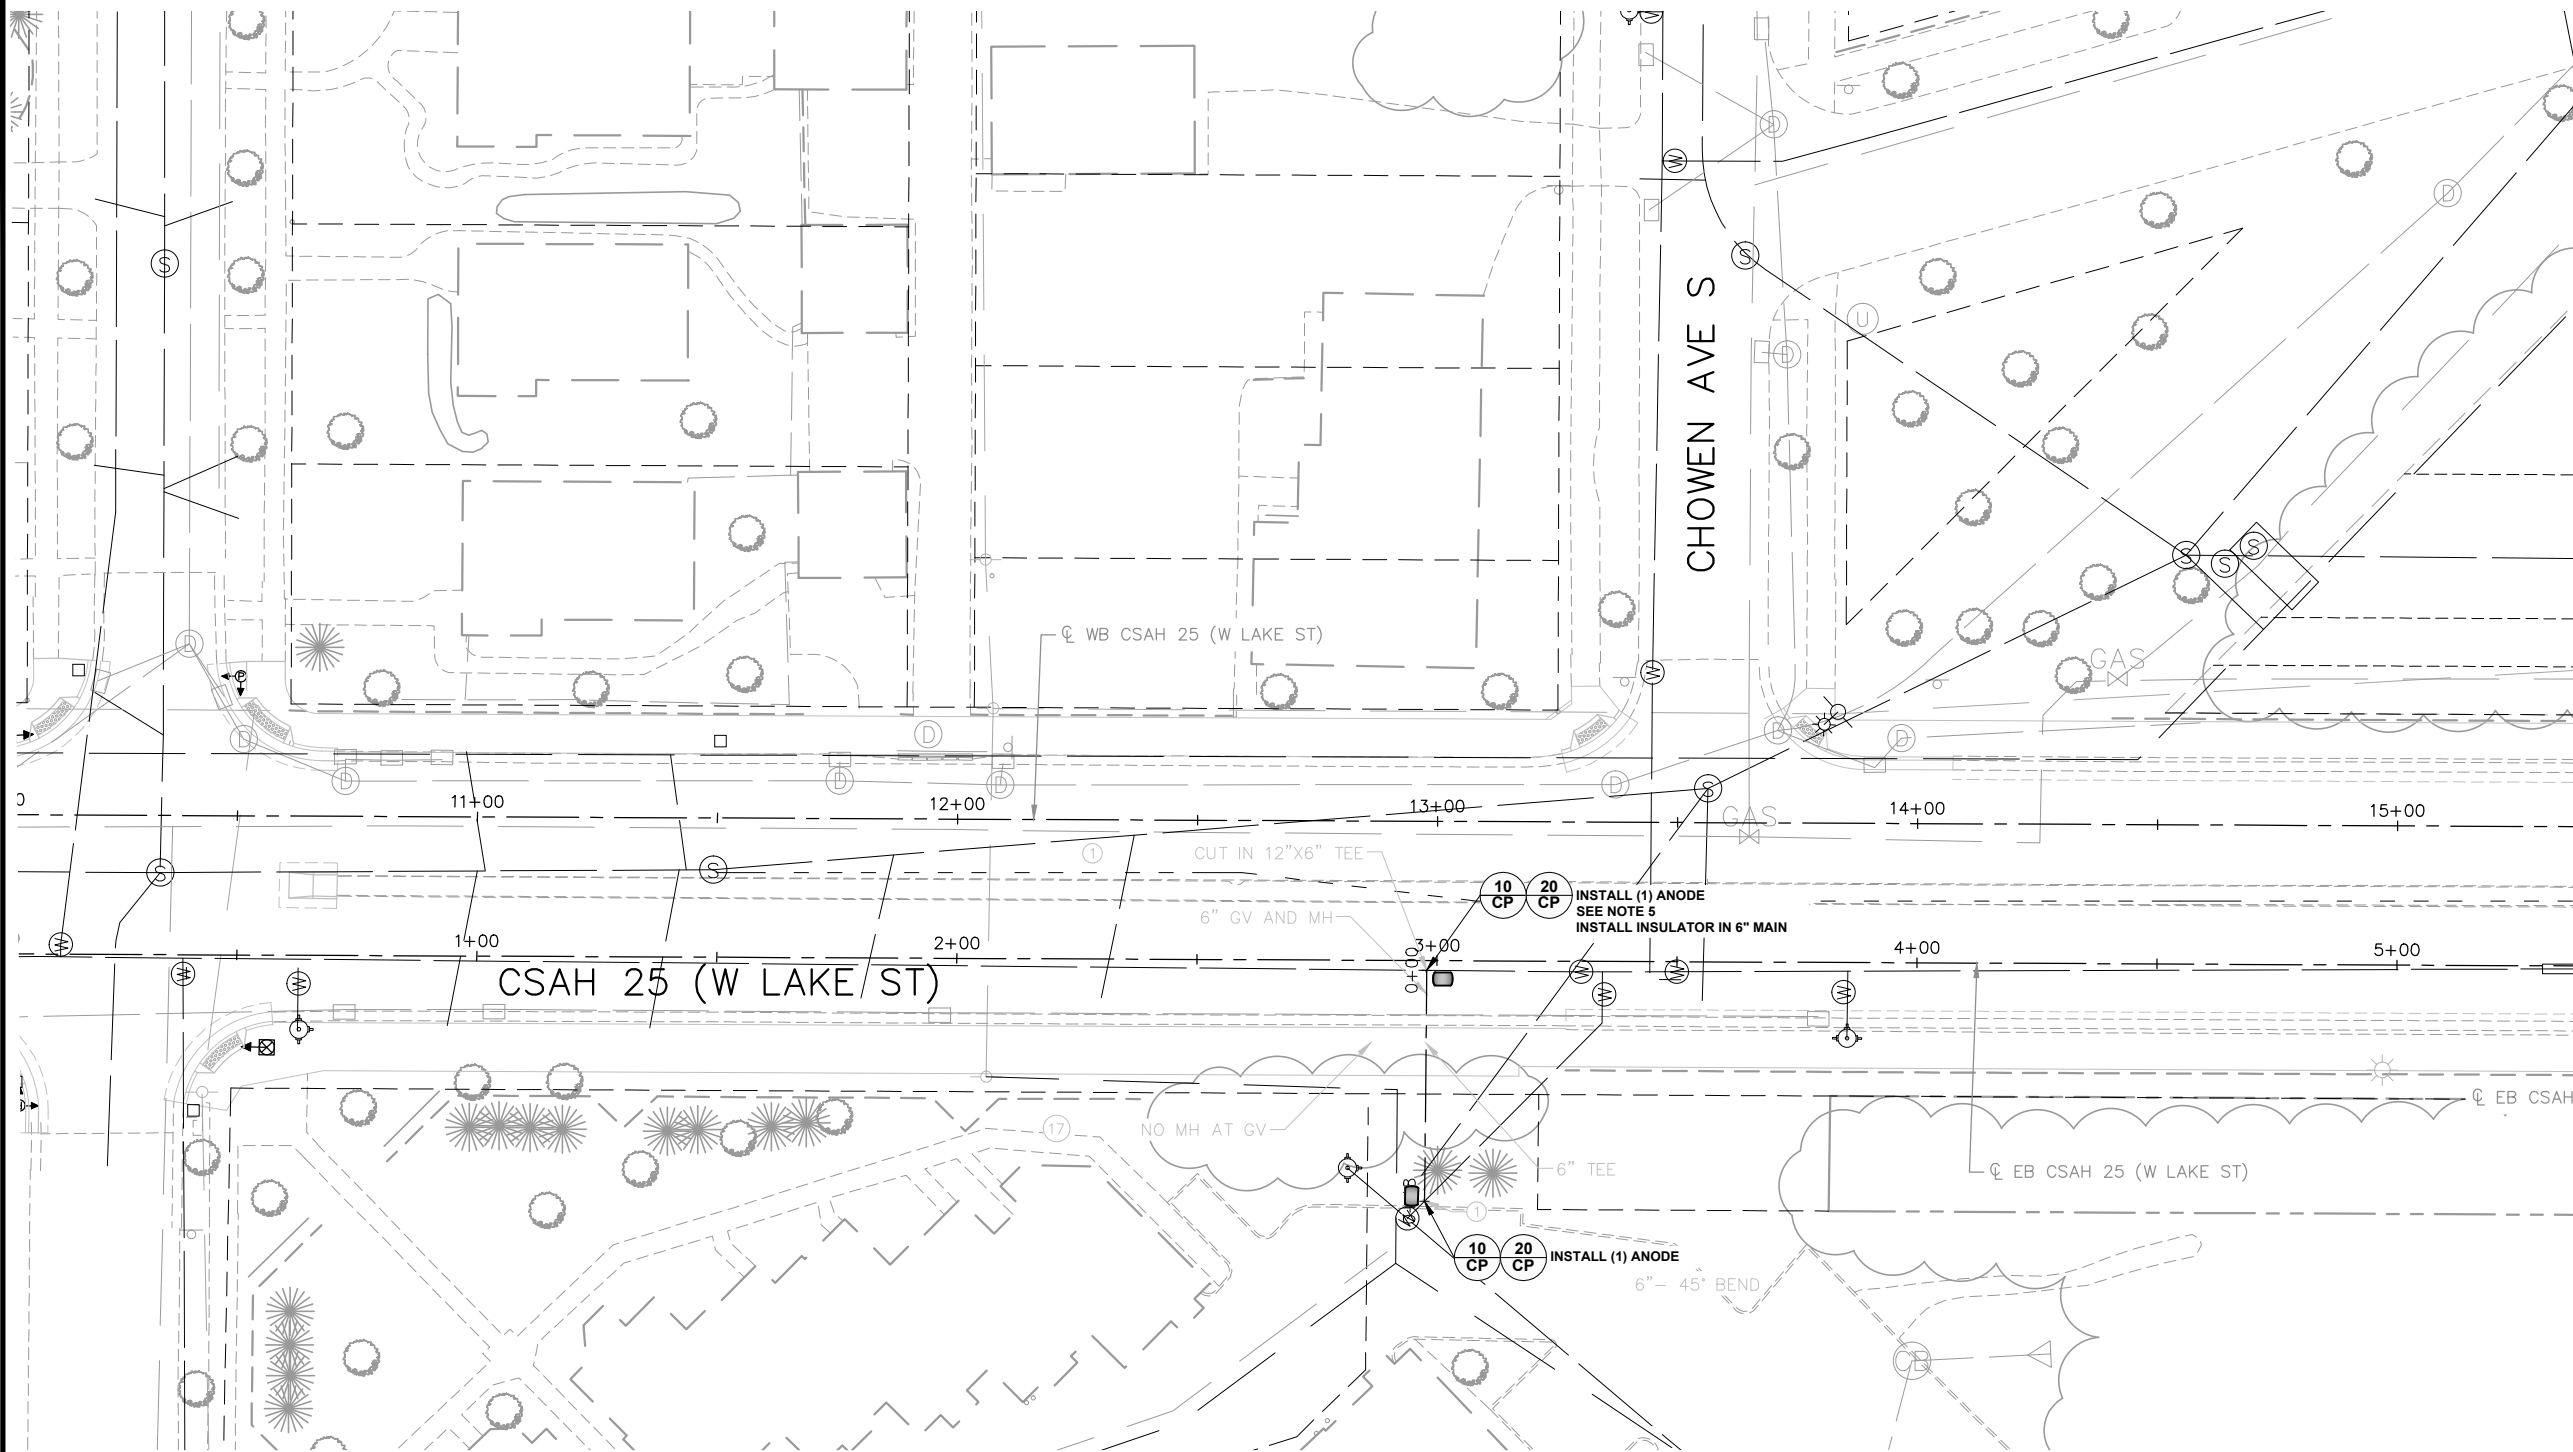 W
W
D
D
CHOWEN AVE S
S
S
U
D
S
S
S
D
W
GAS
℄ WB CSAH 25 (W LAKE ST)
P
D
D
D
D
D
D
D
D
D
S
11+00
12+00
13+00
14+00
15+00
GAS
1
CUT IN 12"X6" TEE
S
S
10
CP
20
CP
INSTALL (1) ANODE
SEE NOTE 5
INSTALL INSULATOR IN 6" MAIN
6" GV AND MH
W
1+00
2+00
3+00
4+00
5+00
0+00
CSAH 25 (W LAKE ST)
W
W
W
W
W
W
℄ EB CSAH
17
NO MH AT GV
6" TEE
℄ EB CSAH 25 (W LAKE ST)
1
10
CP
20
CP
INSTALL (1) ANODE
6"- 45° BEND
CB